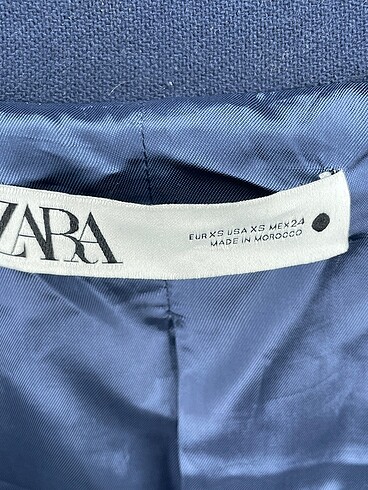 ZARA
EUR XS USA XS MEX 24
MADE IN MOROCCO